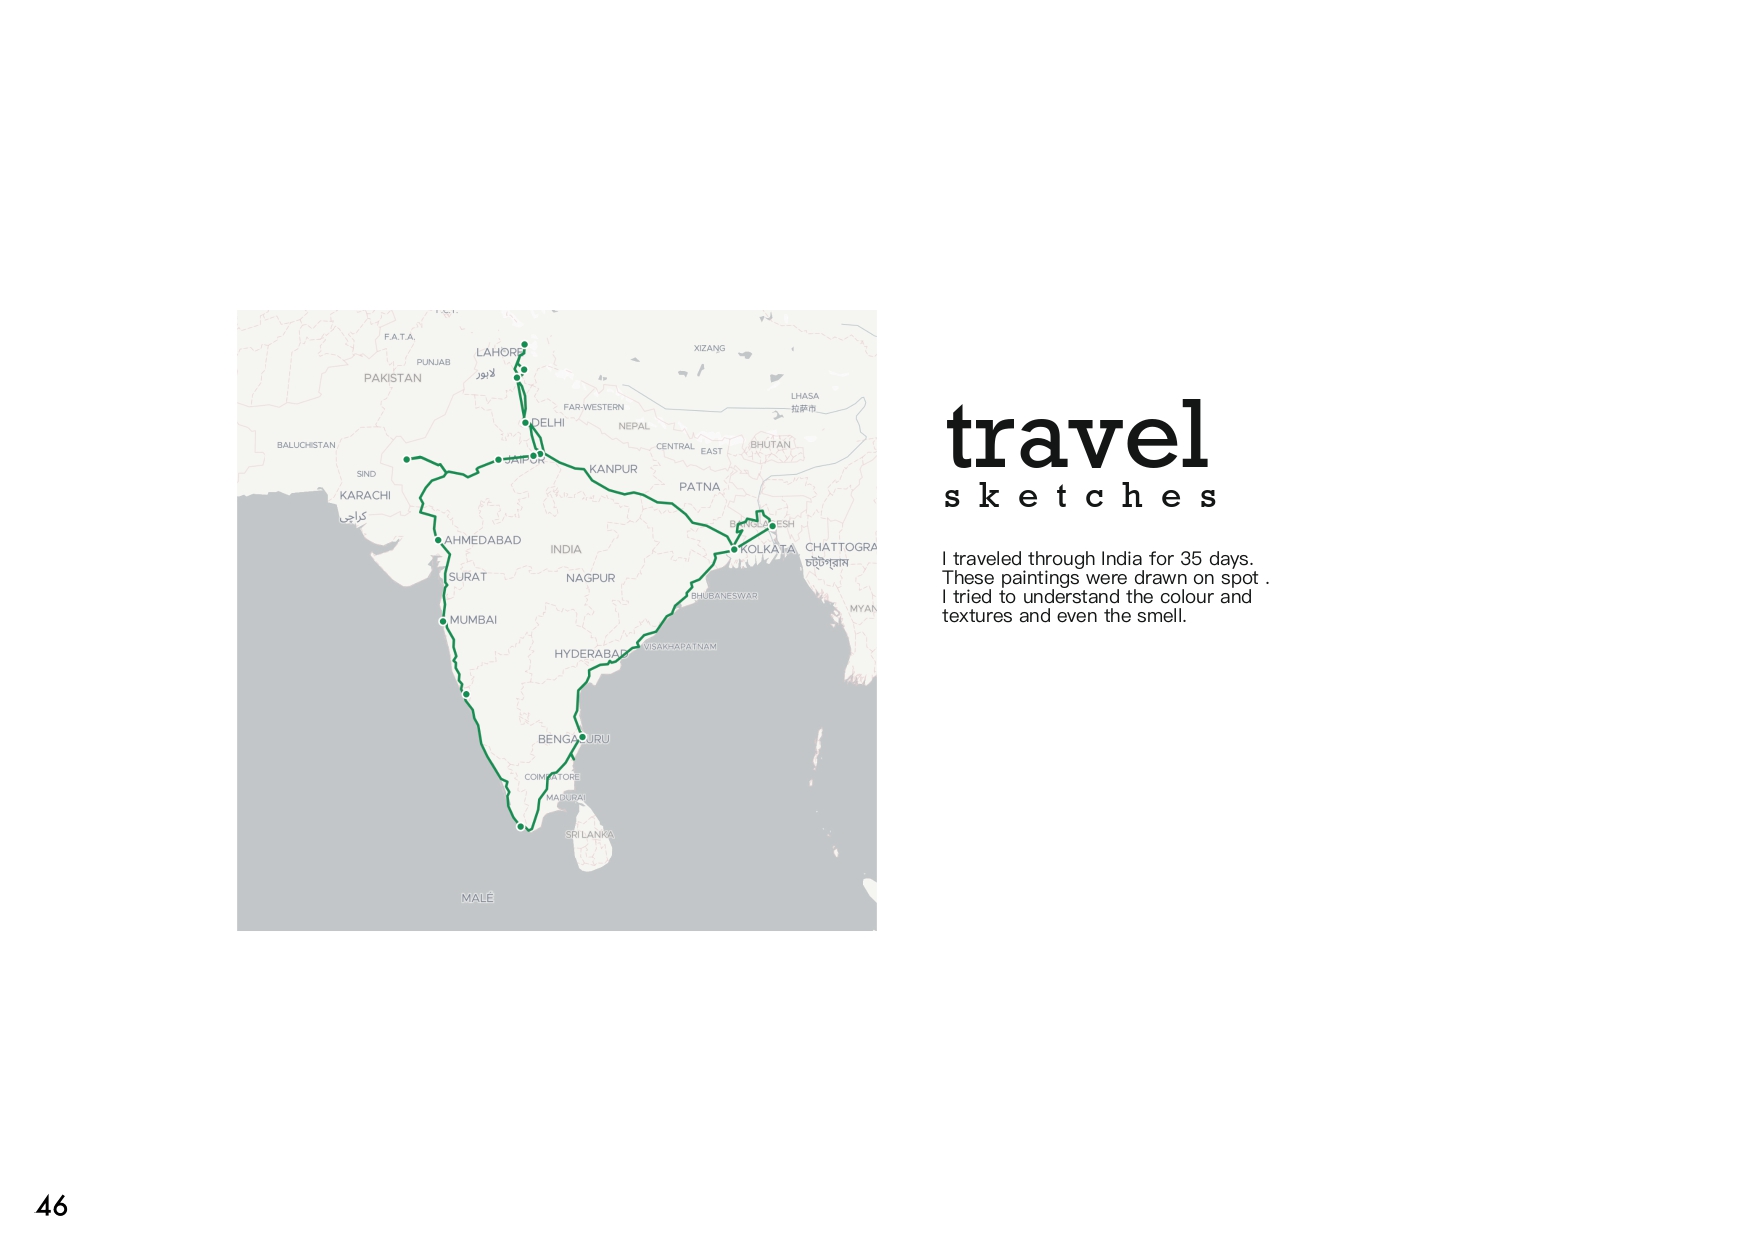 F.A.T.A.
LAHORE
PUNJAB
لاہور
PAKISTAN
XIZANG
LHASA
拉萨市
FAR-WESTERN
DELHI
NEPAL
BALUCHISTAN
CENTRAL
EAST
BHUTAN
JAIPUR
SIND
KANPUR
KARACHI
کراچی
PATNA
BANGLADESH
AHMEDABAD
INDIA
KOLKATA
CHATTOGRA
চট্টগ্রাম
SURAT
NAGPUR
BHUBANESWAR
MYAN
MUMBAI
HYDERABAD
VISAKHAPATNAM
BENGALURU
COIMBATORE
MADURAI
SRI LANKA
MALÉ
travel
sketches
I traveled through India for 35 days.
These paintings were drawn on spot .
I tried to understand the colour and
textures and even the smell.
46